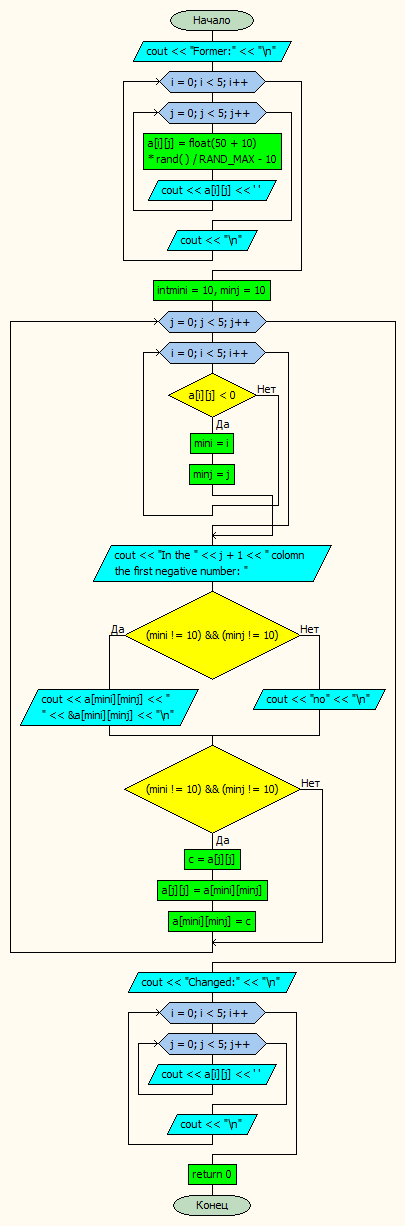 Начало
cout << "Former:" << "\n"
i = 0; i < 5; i++
j = 0; j < 5; j++
a[i][j] = float(50 + 10)
* rand() / RAND_MAX - 10
cout << a[i][j] << ' '
cout << "\n"
intmini = 10, minj = 10
j = 0; j < 5; j++
i = 0; i < 5; i++
a[i][j] < 0
Нет
Да
mini = i
minj = j
cout << "In the " << j + 1 << " colomn
the first negative number: "
(mini != 10) && (minj != 10)
Да
Нет
cout << a[mini][minj] << "
" << &a[mini][minj] << "\n"
cout << "no" << "\n"
(mini != 10) && (minj != 10)
Нет
Да
c = a[j][j]
a[j][j] = a[mini][minj]
a[mini][minj] = c
cout << "Changed:" << "\n"
i = 0; i < 5; i++
j = 0; j < 5; j++
cout << a[i][j] << ' '
cout << "\n"
return 0
Конец